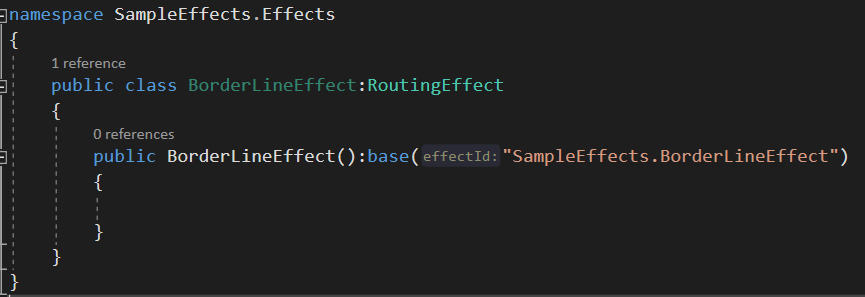 namespace SampleEffects.Effects
{
1 reference
public class BorderLineEffect:RoutingEffect
{
0 references
public BorderLineEffect():base(effectId:"SampleEffects.BorderLineEffect")
{
}
}
}